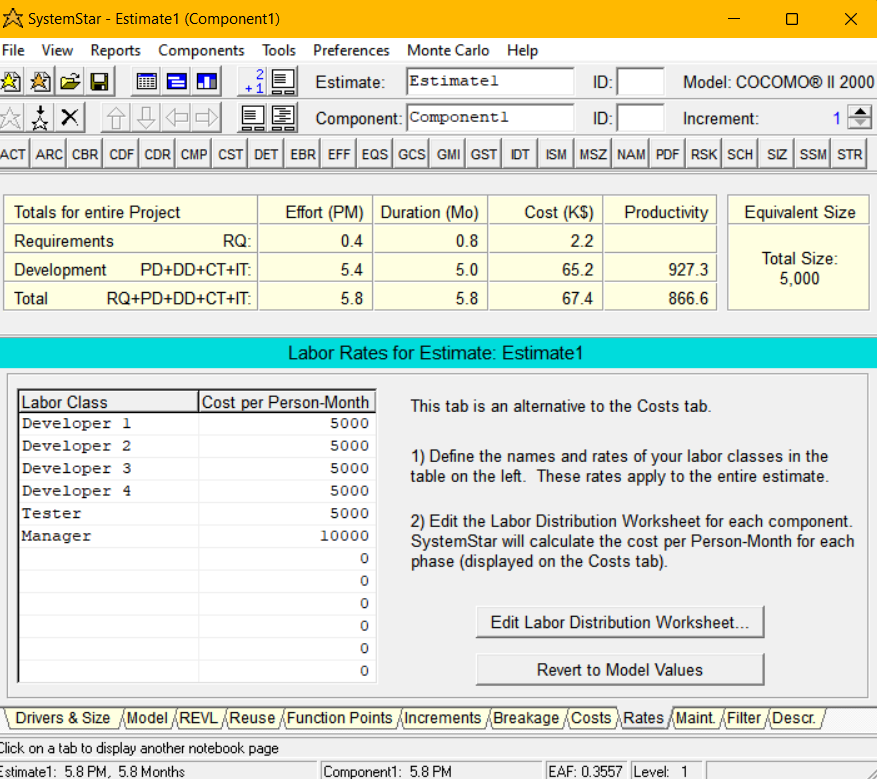 SystemStar - Estimate1 (Component1)
File View Reports Components Tools Preferences Monte Carlo Help
2 +1 Estimate: Estimate1 ID: Model: COCOMO® II 2000
Component: Component1 ID: Increment: 1
ACT ARC CBR CDF CDR CMP CST DET EBR EFF EQS GCS GMI GST IDT ISM MSZ NAM PDF RSK SCH SIZ SSM STR
Totals for entire Project Effort (PM) Duration (Mo) Cost (K$) Productivity Equivalent Size
Requirements RQ: 0.4 0.8 2.2
Total Size:
Development PD+DD+CT+IT: 5.4 5.0 65.2 927.3
5,000
Total RQ+PD+DD+CT+IT: 5.8 5.8 67.4 866.6
Labor Rates for Estimate: Estimate1
Labor Class Cost per Person-Month
Developer 1 5000
Developer 2 5000
Developer 3 5000
Developer 4 5000
Tester 5000
Manager 10000
0
0
0
0
0
0
This tab is an alternative to the Costs tab.
1) Define the names and rates of your labor classes in the
table on the left. These rates apply to the entire estimate.
2) Edit the Labor Distribution Worksheet for each component.
SystemStar will calculate the cost per Person-Month for each
phase (displayed on the Costs tab).
Edit Labor Distribution Worksheet...
Revert to Model Values
Drivers & Size Model REVL Reuse Function Points Increments Breakage Costs Rates Maint. Filter Descr.
Click on a tab to display another notebook page
Estimate1: 5.8 PM, 5.8 Months Component1: 5.8 PM EAF: 0.3557 Level: 1